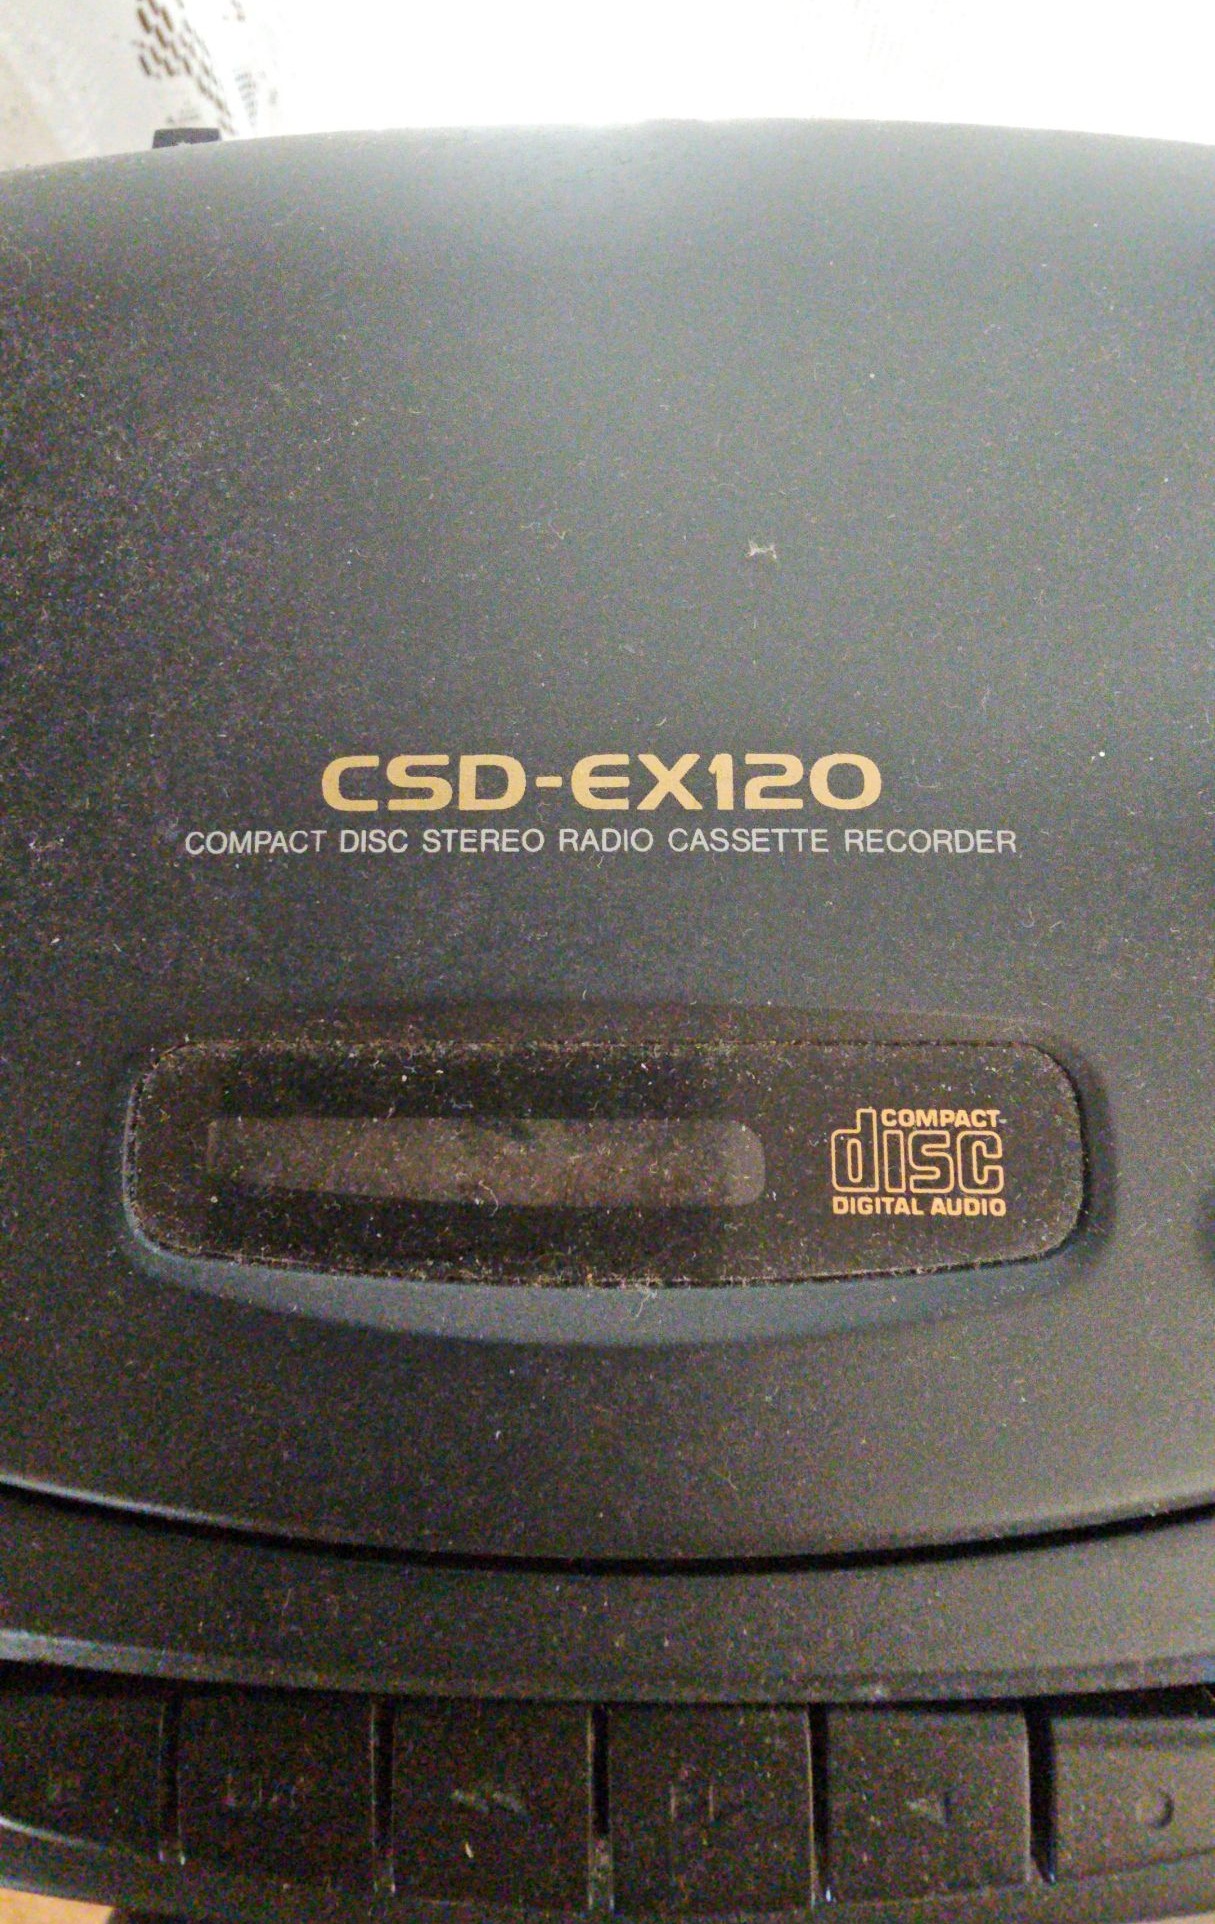 CSD-EX120
COMPACT DISC STEREO RADIO CASSETTE RECORDER
COMPACT
disc
DIGITAL AUDIO